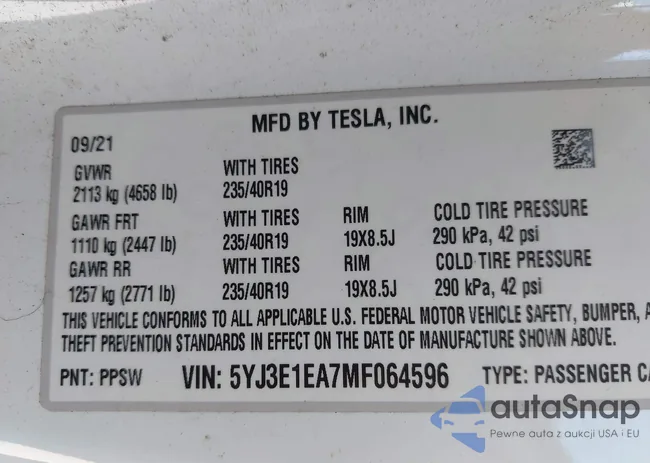 MFD BY TESLA, INC.
09/21
GVWR WITH TIRES
2113 kg (4658 lb) 235/40R19
GAWR FRT WITH TIRES RIM COLD TIRE PRESSURE
1110 kg (2447 lb) 235/40R19 19X8.5J 290 kPa, 42 psi
GAWR RR WITH TIRES RIM COLD TIRE PRESSURE
1257 kg (2771 lb) 235/40R19 19X8.5J 290 kPa, 42 psi
THIS VEHICLE CONFORMS TO ALL APPLICABLE U.S. FEDERAL MOTOR VEHICLE SAFETY, BUMPER, A
THEFT PREVENTION STANDARDS IN EFFECT ON THE DATE OF MANUFACTURE SHOWN ABOVE.
PNT: PPSW VIN: 5YJ3E1EA7MF064596 TYPE: PASSENGER CA
autaSnap
Pewne auta z aukcji USA i EU